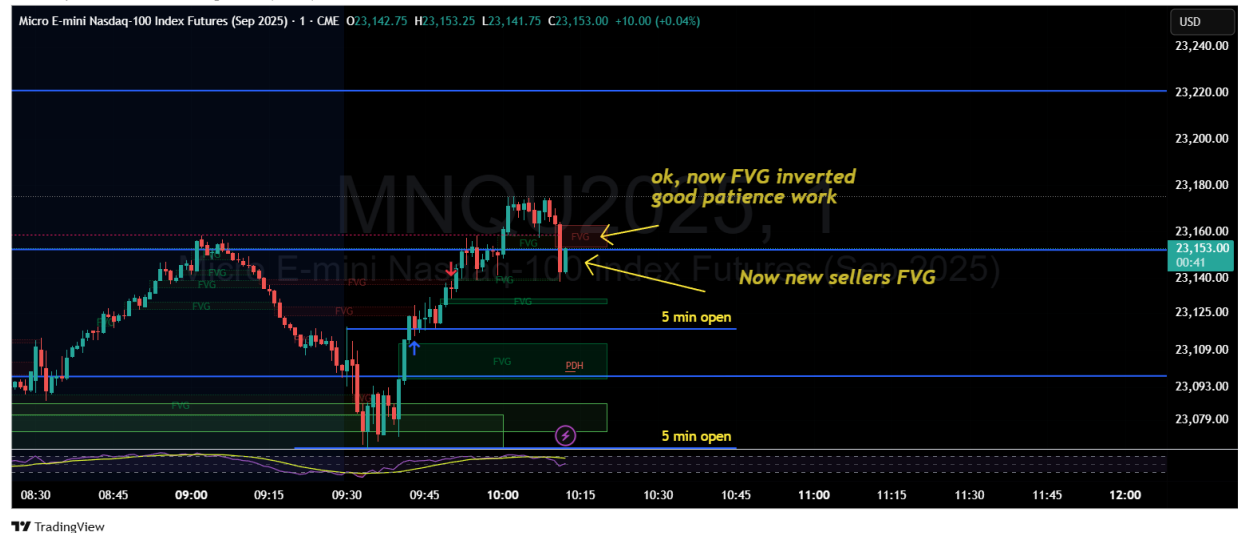 Micro E-mini Nasdaq-100 Index Futures (Sep 2025) · 1 · CME O23,142.75 H23,153.25 L23,141.75 C23,153.00 +10.00 (+0.04%)
USD
23,240.00
23,220.00
23,200.00
23,180.00
23,160.00
23,153.00
00:41
23,140.00
23,125.00
23,109.00
23,093.00
23,079.00
MNQU2025, 1
Micro E-mini Nasdaq-100 Index Futures (Sep 2025)
ok, now FVG inverted
good patience work
FVG
FVG
Now new sellers FVG
FVG
FVG
FVG
FVG
FVG
FVG
FVG
FVG
5 min open
FVG
PDH
FVG
5 min open
08:30 08:45 09:00 09:15 09:30 09:45 10:00 10:15 10:30 10:45 11:00 11:15 11:30 11:45 12:00
TradingView